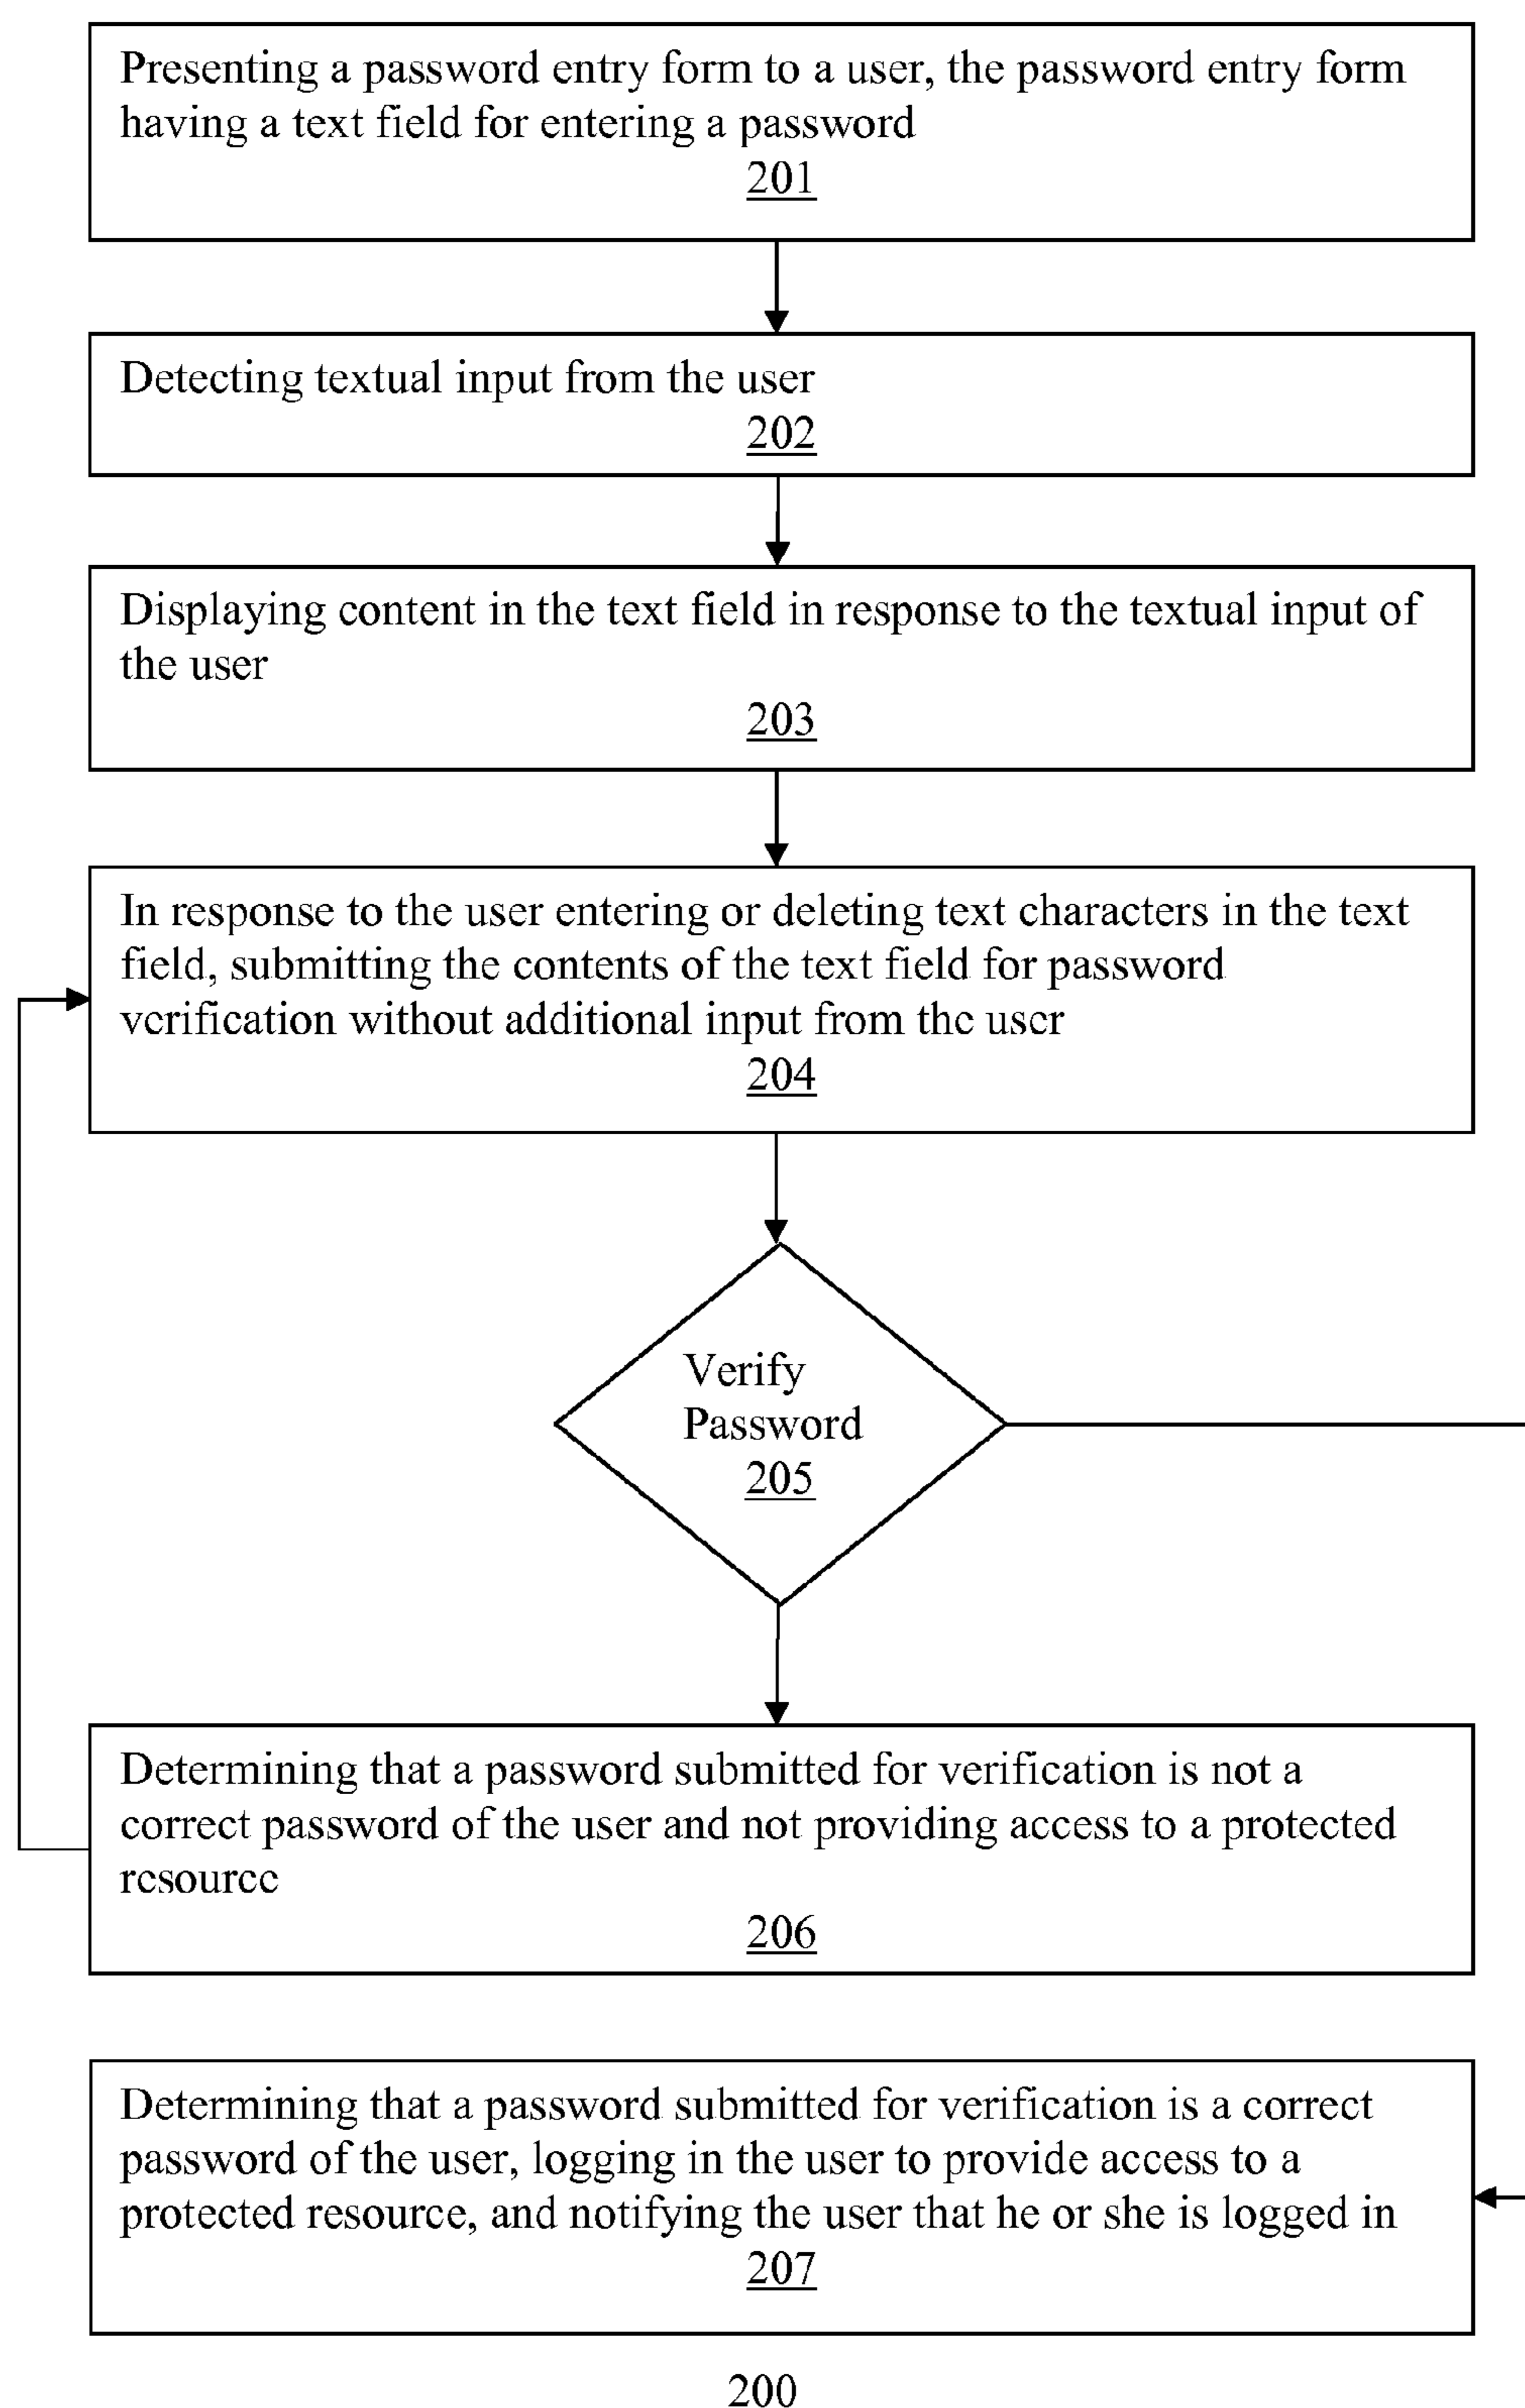 Presenting a password entry form to a user, the password entry form
having a text field for entering a password
201
Detecting textual input from the user
202
Displaying content in the text field in response to the textual input of
the user
203
In response to the user entering or deleting text characters in the text
field, submitting the contents of the text field for password
verification without additional input from the user
204
Verify
Password
205
Determining that a password submitted for verification is not a
correct password of the user and not providing access to a protected
resource
206
Determining that a password submitted for verification is a correct
password of the user, logging in the user to provide access to a
protected resource, and notifying the user that he or she is logged in
207
200